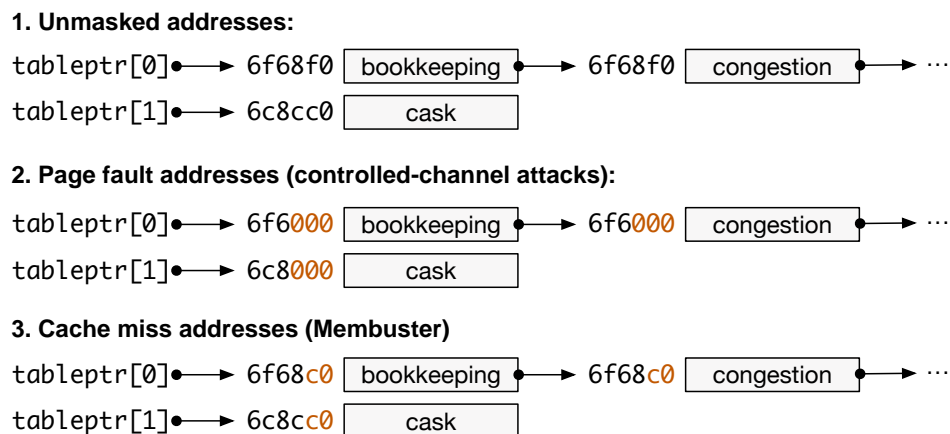 1. Unmasked addresses:
tableptr[0] 6f68f0 bookkeeping 6f68f0 congestion ...
tableptr[1] 6c8cc0 cask
2. Page fault addresses (controlled-channel attacks):
tableptr[0] 6f6000 bookkeeping 6f6000 congestion ...
tableptr[1] 6c8000 cask
3. Cache miss addresses (Membuster)
tableptr[0] 6f68c0 bookkeeping 6f68c0 congestion ...
tableptr[1] 6c8cc0 cask